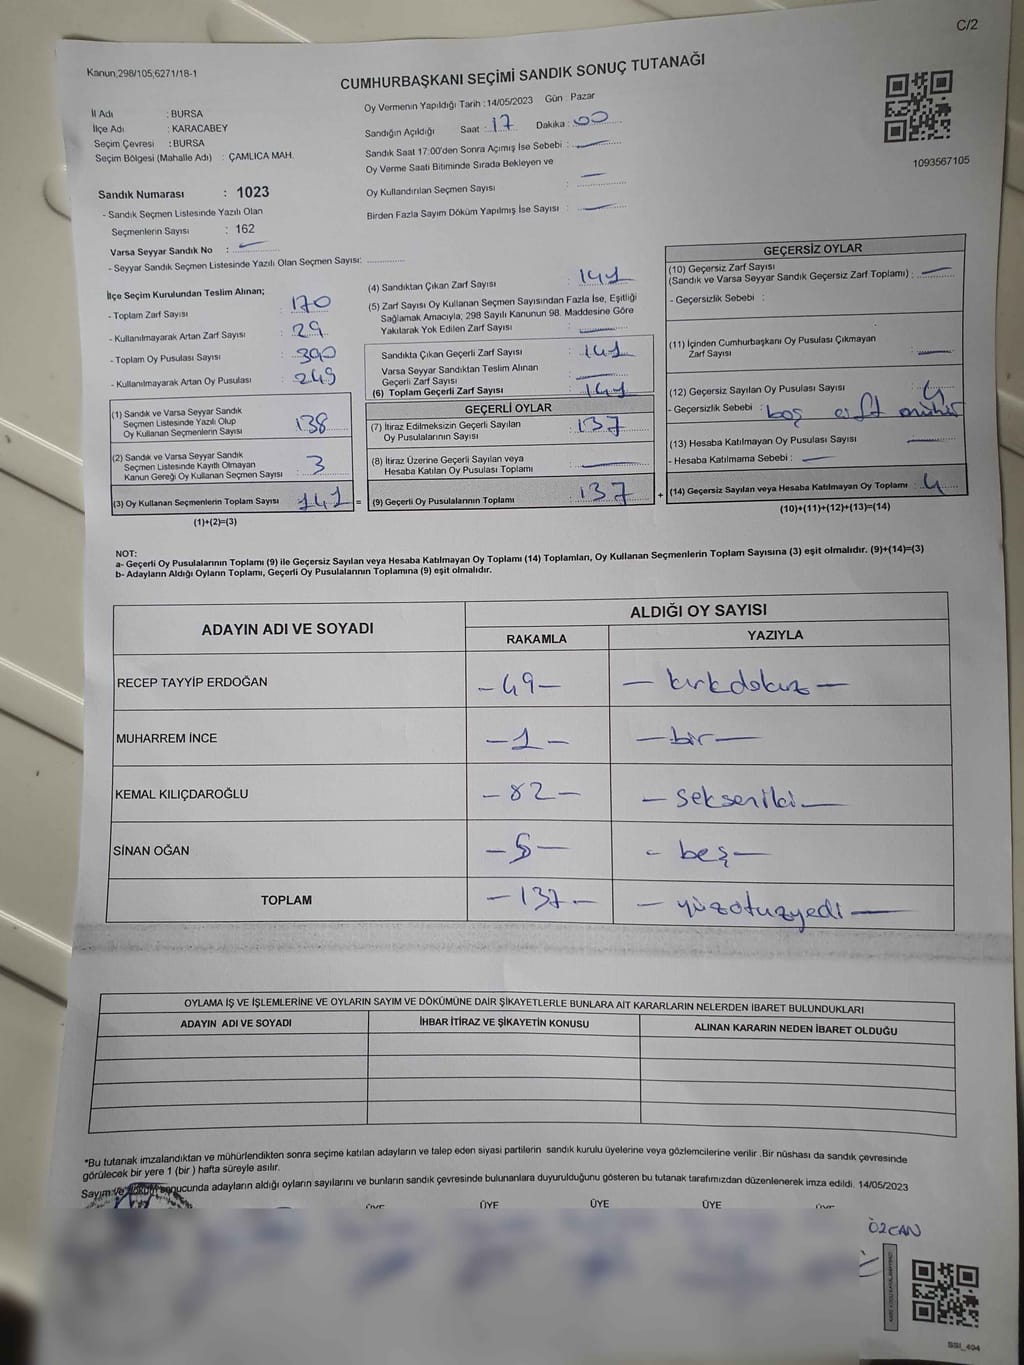 C/2
Kanun;298/105;6271/18-1
CUMHURBAŞKANI SEÇİMİ SANDIK SONUÇ TUTANAĞI
İl Adı : BURSA
İlçe Adı : KARACABEY
Seçim Çevresi : BURSA
Seçim Bölgesi (Mahalle Adı) : ÇAMLICA MAH.
Oy Vermenin Yapıldığı Tarih : 14/05/2023 Gün : Pazar
Sandığın Açıldığı Saat : 17 Dakika : 00
Sandık Saat 17:00'den Sonra Açımış İse Sebebi : —
Oy Verme Saati Bitiminde Sırada Bekleyen ve
Oy Kullandırılan Seçmen Sayısı : —
Birden Fazla Sayım Döküm Yapılmış İse Sayısı : —
1093567105
Sandık Numarası : 1023
- Sandık Seçmen Listesinde Yazılı Olan
Seçmenlerin Sayısı : 162
Varsa Seyyar Sandık No : —
- Seyyar Sandık Seçmen Listesinde Yazılı Olan Seçmen Sayısı:
İlçe Seçim Kurulundan Teslim Alınan;
- Toplam Zarf Sayısı : 170
- Kullanılmayarak Artan Zarf Sayısı : 29
- Toplam Oy Pusulası Sayısı : 390
- Kullanılmayarak Artan Oy Pusulası : 249
(1) Sandık ve Varsa Seyyar Sandık
Seçmen Listesinde Yazılı Olup
Oy Kullanan Seçmenlerin Sayısı : 138
(2) Sandık ve Varsa Seyyar Sandık
Seçmen Listesinde Kayıtlı Olmayan
Kanun Gereği Oy Kullanan Seçmen Sayısı : 3
(3) Oy Kullanan Seçmenlerin Toplam Sayısı : 141 =
(1)+(2)=(3)
(4) Sandıktan Çıkan Zarf Sayısı : 141
(5) Zarf Sayısı Oy Kullanan Seçmen Sayısından Fazla İse, Eşitliği
Sağlamak Amacıyla; 298 Sayılı Kanunun 98. Maddesine Göre
Yakılarak Yok Edilen Zarf Sayısı : —
Sandıkta Çıkan Geçerli Zarf Sayısı : 141
Varsa Seyyar Sandıktan Teslim Alınan
Geçerli Zarf Sayısı : —
(6) Toplam Geçerli Zarf Sayısı : 141
GEÇERLİ OYLAR
(7) İtiraz Edilmeksizin Geçerli Sayılan
Oy Pusulalarının Sayısı : 137
(8) İtiraz Üzerine Geçerli Sayılan veya
Hesaba Katılan Oy Pusulası Toplamı : —
(9) Geçerli Oy Pusulalarının Toplamı : 137 +
GEÇERSİZ OYLAR
(10) Geçersiz Zarf Sayısı
(Sandık ve Varsa Seyyar Sandık Geçersiz Zarf Toplamı) : —
- Geçersizlik Sebebi :
(11) İçinden Cumhurbaşkanı Oy Pusulası Çıkmayan
Zarf Sayısı : —
(12) Geçersiz Sayılan Oy Pusulası Sayısı : 4
- Geçersizlik Sebebi : boş çift mühür
(13) Hesaba Katılmayan Oy Pusulası Sayısı : —
- Hesaba Katılmama Sebebi : —
(14) Geçersiz Sayılan veya Hesaba Katılmayan Oy Toplamı : 4
(10)+(11)+(12)+(13)=(14)
NOT:
a- Geçerli Oy Pusulalarının Toplamı (9) ile Geçersiz Sayılan veya Hesaba Katılmayan Oy Toplamı (14) Toplamları, Oy Kullanan Seçmenlerin Toplam Sayısına (3) eşit olmalıdır. (9)+(14)=(3)
b- Adayların Aldığı Oyların Toplamı, Geçerli Oy Pusulalarının Toplamına (9) eşit olmalıdır.
ADAYIN ADI VE SOYADI
ALDIĞI OY SAYISI
RAKAMLA YAZIYLA
RECEP TAYYİP ERDOĞAN -49- - kırkdokuz -
MUHARREM İNCE -1- - bir -
KEMAL KILIÇDAROĞLU -82- - sekseniki -
SİNAN OĞAN -5- - beş -
TOPLAM -137- - yüzotuzyedi -
OYLAMA İŞ VE İŞLEMLERİNE VE OYLARIN SAYIM VE DÖKÜMÜNE DAİR ŞİKAYETLERLE BUNLARA AİT KARARLARIN NELERDEN İBARET BULUNDUKLARI
ADAYIN ADI VE SOYADI İHBAR İTİRAZ VE ŞİKAYETİN KONUSU ALINAN KARARIN NEDEN İBARET OLDUĞU
*Bu tutanak imzalandıktan ve mühürlendikten sonra seçime katılan adayların ve talep eden siyasi partilerin sandık kurulu üyelerine veya gözlemcilerine verilir .Bir nüshası da sandık çevresinde
görülecek bir yere 1 (bir) hafta süreyle asılır.
Sayım ve döküm sonucunda adayların aldığı oyların sayılarını ve bunların sandık çevresinde bulunanlara duyurulduğunu gösteren bu tutanak tarafımızdan düzenlenerek imza edildi. 14/05/2023
ÜYE ÜYE ÜYE ÜYE ÜYE
ÖZCAN
SSI_404